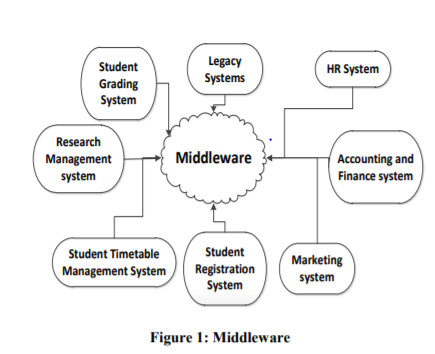 Legacy
Systems
Student
Grading
System
HR System
Research
Management
system
Middleware
Accounting and
Finance system
Student Timetable
Management System
Student
Registration
System
Marketing
system
Figure 1: Middleware